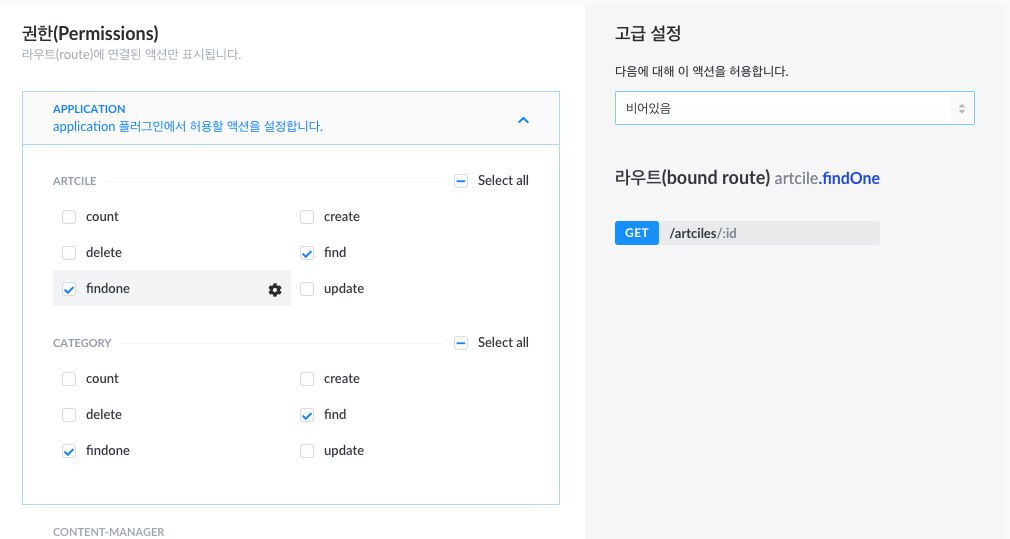 권한(Permissions)
라우트(route)에 연결된 액션만 표시됩니다.
APPLICATION
application 플러그인에서 허용할 액션을 설정합니다.
ARTCILE
Select all
count
create
delete
find
findone
update
CATEGORY
Select all
count
create
delete
find
findone
update
CONTENT-MANAGER
고급 설정
다음에 대해 이 액션을 허용합니다.
비어있음
라우트(bound route) artcile.findOne
GET /artciles/:id